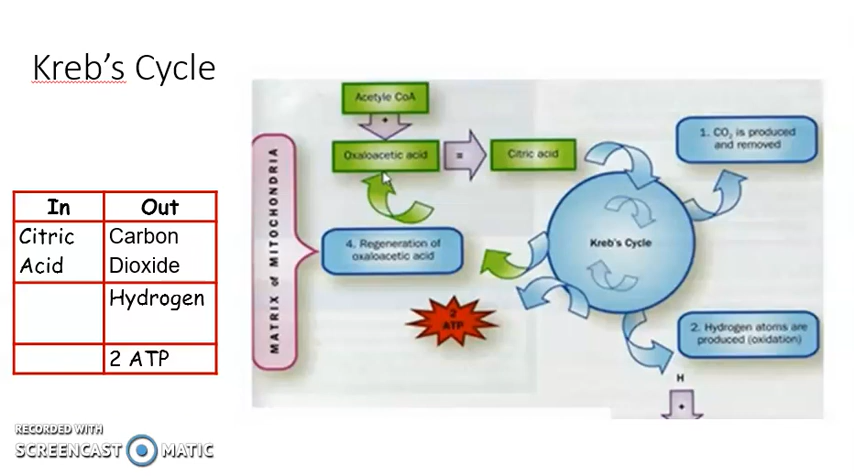 Kreb's Cycle
In
Out
Citric
Acid
Carbon
Dioxide
Hydrogen
2 ATP
MATRIX of MITOCHONDRIA
Acetyle CoA
+
Oxaloacetic acid
=
Citric acid
1. CO₂ is produced
and removed
4. Regeneration of
oxaloacetic acid
Kreb's Cycle
2
ATP
2. Hydrogen atoms are
produced (oxidation)
H
+
RECORDED WITH
SCREENCAST MATIC